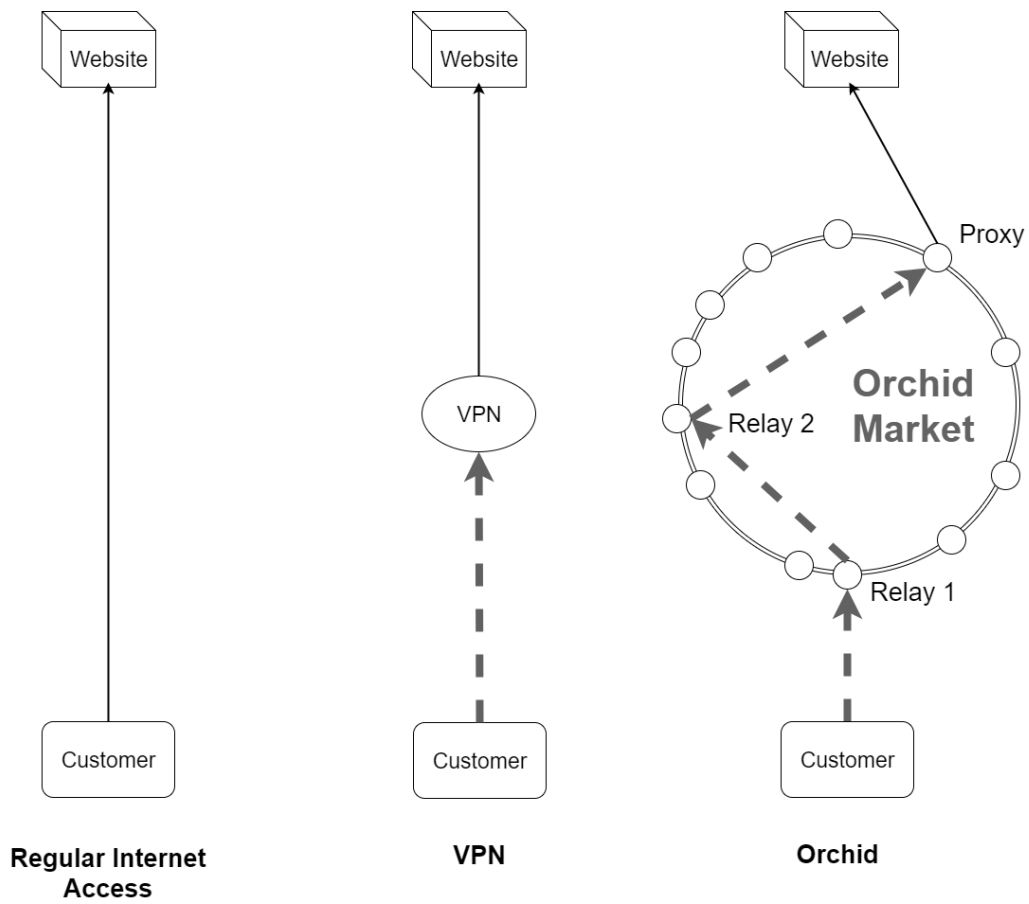 Website
Website
Website
Proxy
Orchid
Market
Relay 2
VPN
Relay 1
Customer
Customer
Customer
Regular Internet
Access
VPN
Orchid